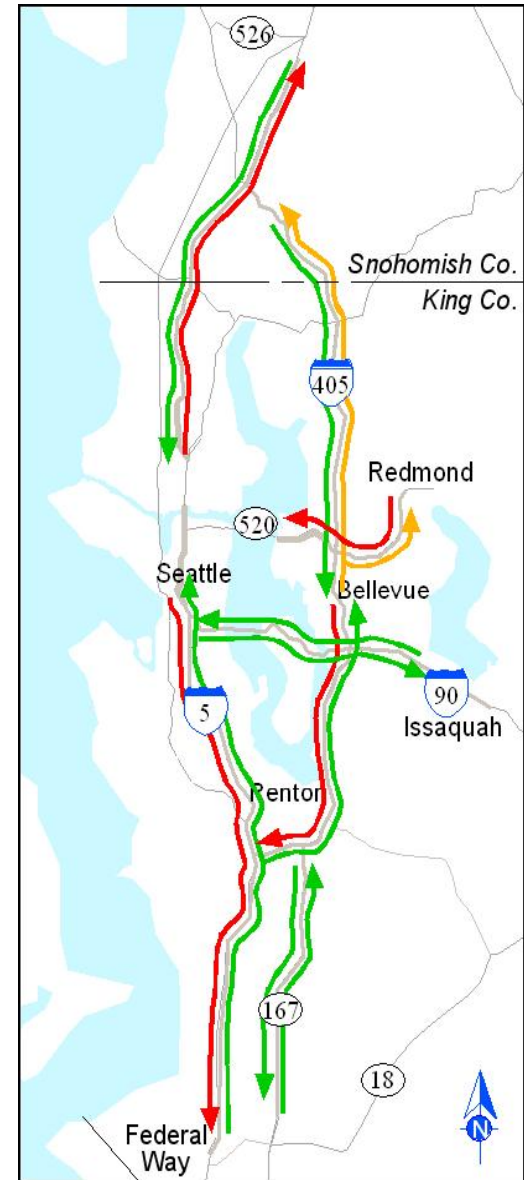 526
Snohomish Co.
King Co.
405
Redmond
520
Seattle
Bellevue
90
5
Issaquah
Renton
167
18
Federal
Way
N